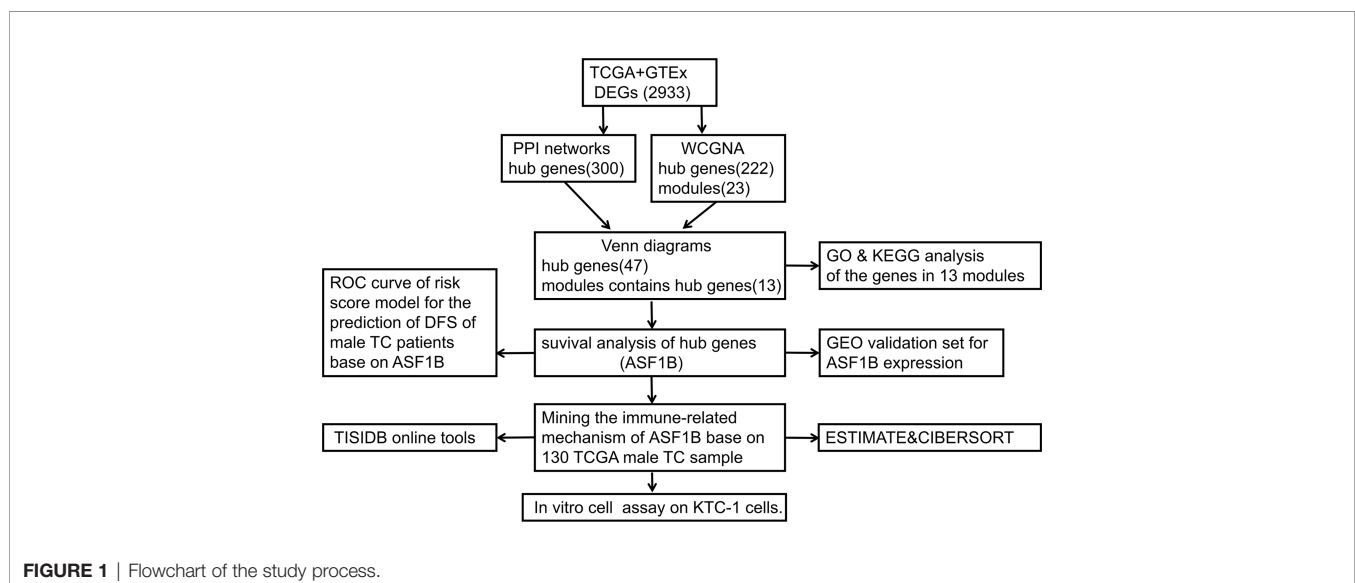 TCGA+GTEx
DEGs (2933)
PPI networks
hub genes(300)
WCGNA
hub genes(222)
modules(23)
Venn diagrams
hub genes(47)
modules contains hub genes(13)
GO & KEGG analysis
of the genes in 13 modules
ROC curve of risk
score model for the
prediction of DFS of
male TC patients
base on ASF1B
suvival analysis of hub genes
(ASF1B)
GEO validation set for
ASF1B expression
Mining the immune-related
mechanism of ASF1B base on
130 TCGA male TC sample
TISIDB online tools
ESTIMATE&CIBERSORT
In vitro cell assay on KTC-1 cells.
FIGURE 1 | Flowchart of the study process.